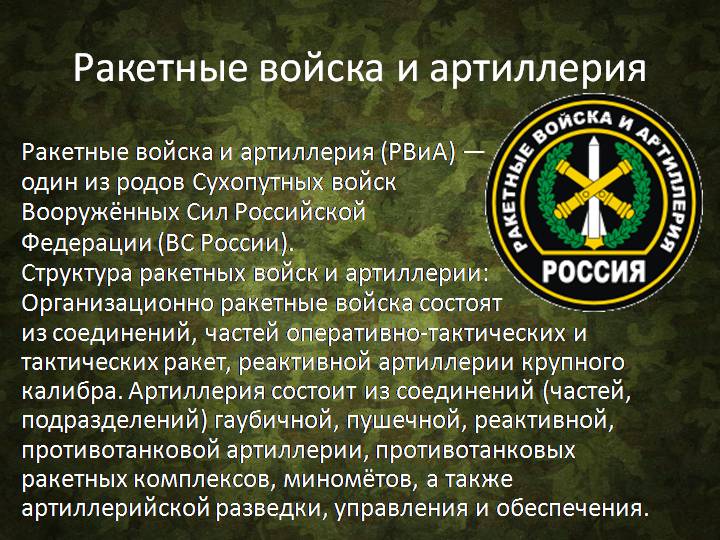 Ракетные войска и артиллерия
Ракетные войска и артиллерия (РВиА) —
один из родов Сухопутных войск
Вооружённых Сил Российской
Федерации (ВС России).
Структура ракетных войск и артиллерии:
Организационно ракетные войска состоят
из соединений, частей оперативно-тактических и
тактических ракет, реактивной артиллерии крупного
калибра. Артиллерия состоит из соединений (частей,
подразделений) гаубичной, пушечной, реактивной,
противотанковой артиллерии, противотанковых
ракетных комплексов, миномётов, а также
артиллерийской разведки, управления и обеспечения.
РАКЕТНЫЕ ВОЙСКА И АРТИЛЛЕРИЯ
РОССИЯ